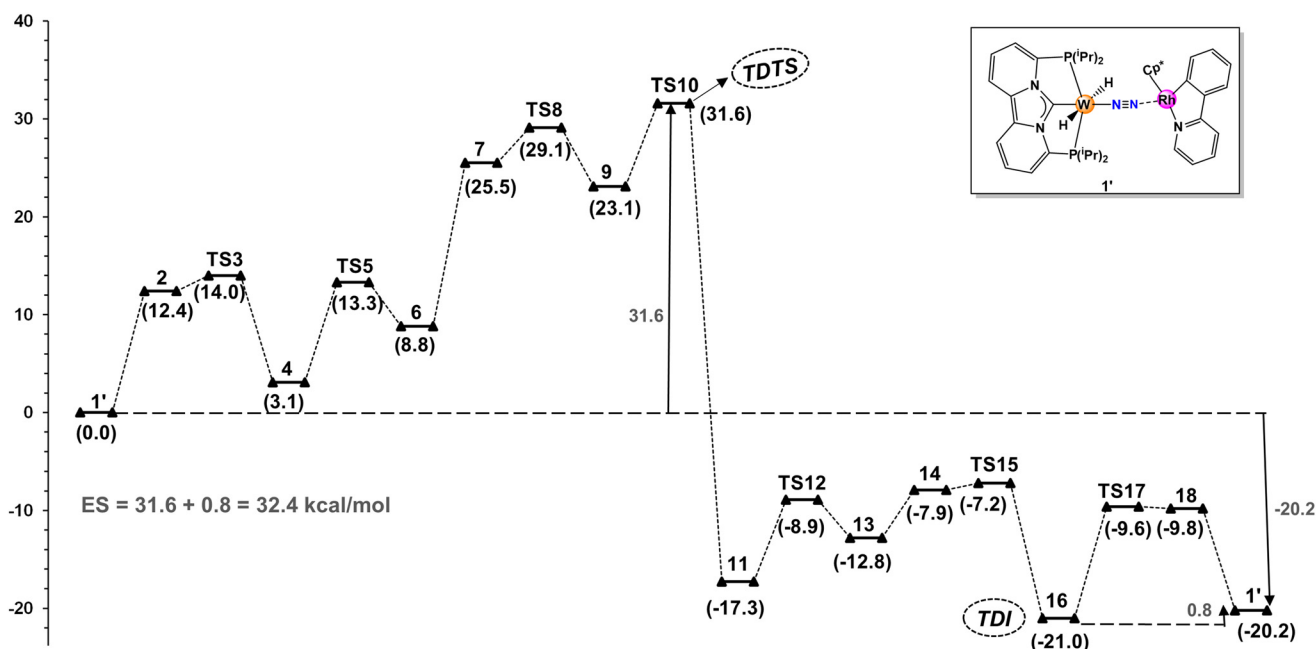 40
30
20
10
0
-10
-20
1'
(0.0)
2
(12.4)
TS3
(14.0)
4
(3.1)
TS5
(13.3)
6
(8.8)
7
(25.5)
TS8
(29.1)
9
(23.1)
TS10
(31.6)
TDTS
31.6
ES = 31.6 + 0.8 = 32.4 kcal/mol
11
(-17.3)
TS12
(-8.9)
13
(-12.8)
14
(-7.9)
TS15
(-7.2)
16
(-21.0)
TDI
TS17
(-9.6)
18
(-9.8)
0.8
1'
(-20.2)
-20.2
P(iPr)2
N
N
W
H
H
N≡N
Cp*
Rh
N
P(iPr)2
1'